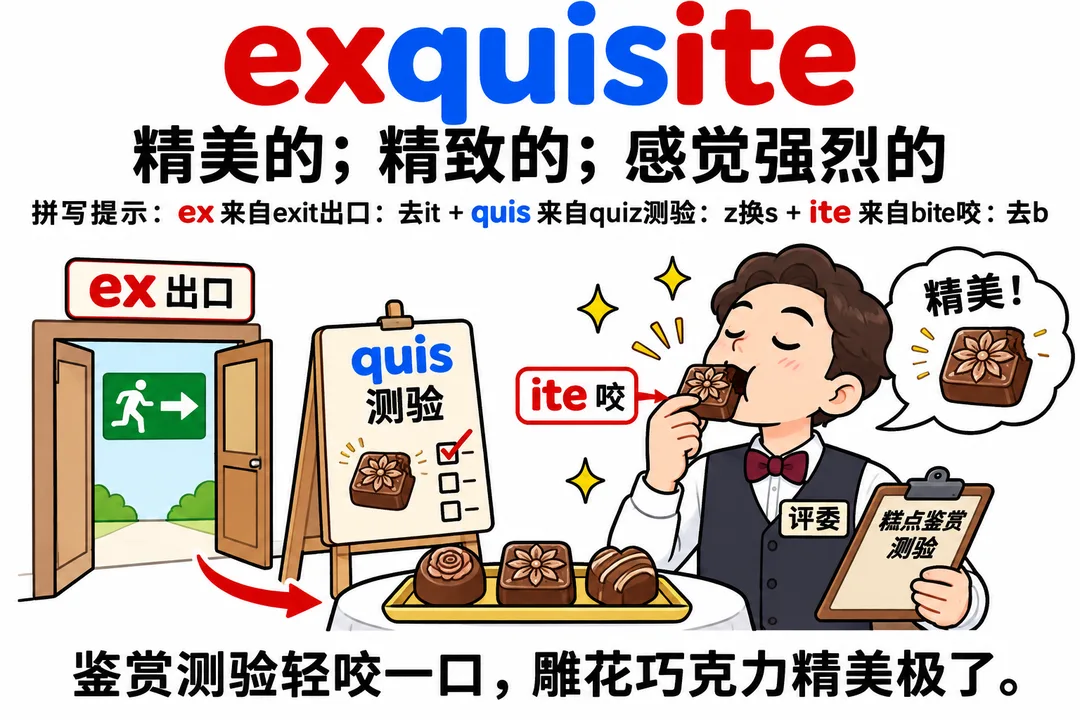 exquisite
精美的；精致的；感觉强烈的
拼写提示：ex 来自exit出口：去it + quis 来自quiz测验：z换s + ite 来自bite咬：去b
ex 出口
quis
测验
ite 咬
精美！
评委
糕点鉴赏
测验
鉴赏测验轻咬一口，雕花巧克力精美极了。